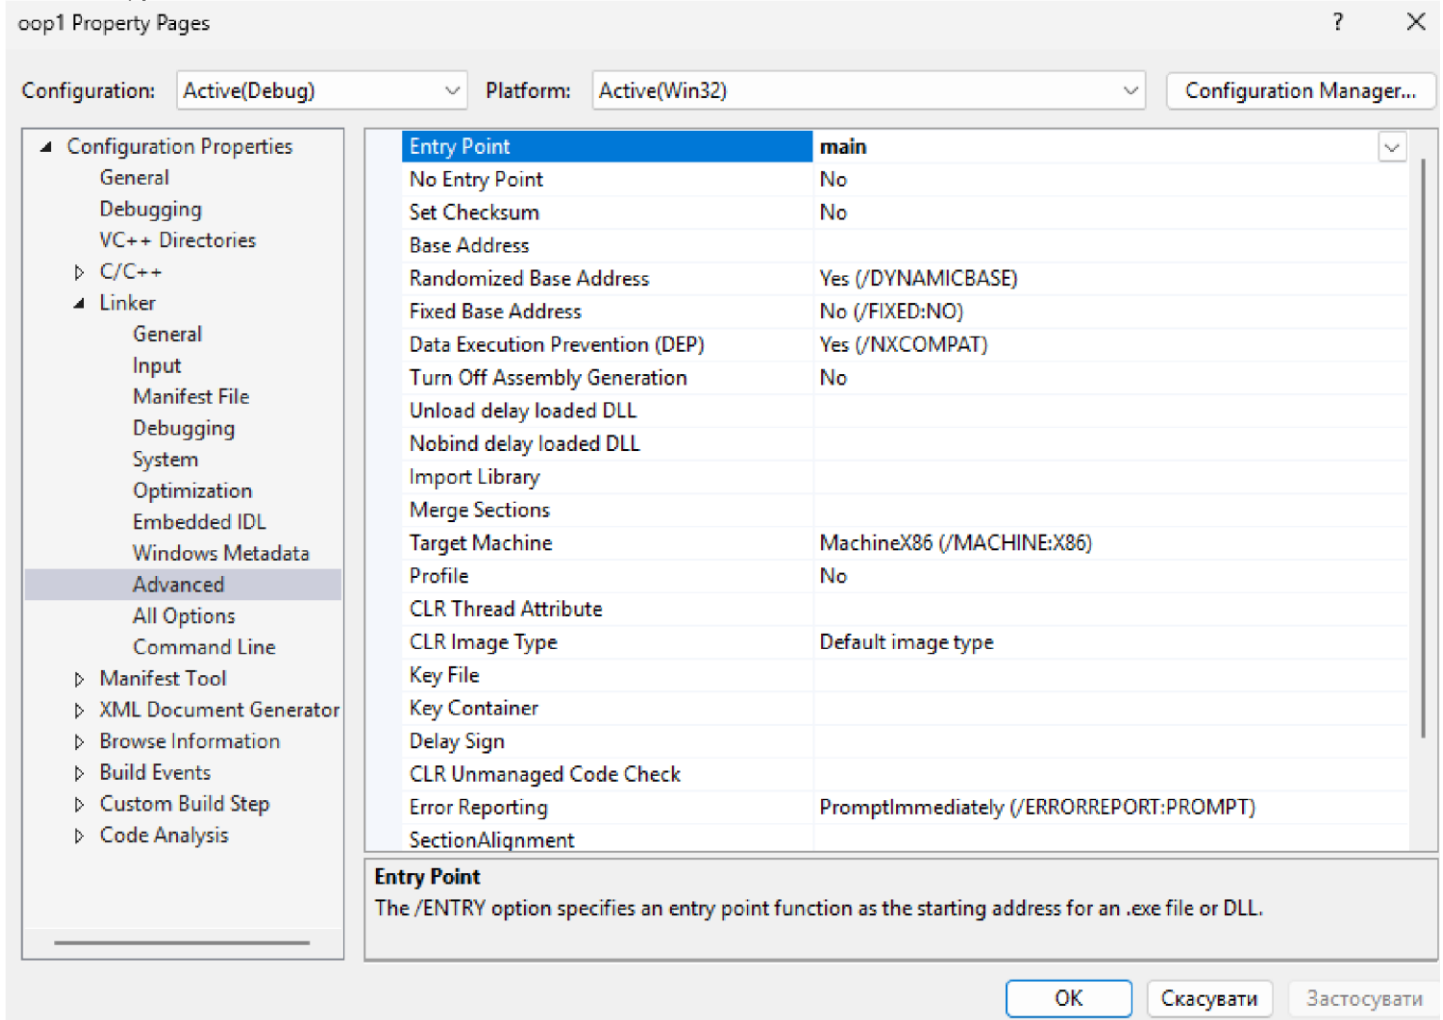 oop1 Property Pages
?
Configuration: Active(Debug) Platform: Active(Win32) Configuration Manager...
Configuration Properties
General
Debugging
VC++ Directories
C/C++
Linker
General
Input
Manifest File
Debugging
System
Optimization
Embedded IDL
Windows Metadata
Advanced
All Options
Command Line
Manifest Tool
XML Document Generator
Browse Information
Build Events
Custom Build Step
Code Analysis
Entry Point main
No Entry Point No
Set Checksum No
Base Address
Randomized Base Address Yes (/DYNAMICBASE)
Fixed Base Address No (/FIXED:NO)
Data Execution Prevention (DEP) Yes (/NXCOMPAT)
Turn Off Assembly Generation No
Unload delay loaded DLL
Nobind delay loaded DLL
Import Library
Merge Sections
Target Machine MachineX86 (/MACHINE:X86)
Profile No
CLR Thread Attribute
CLR Image Type Default image type
Key File
Key Container
Delay Sign
CLR Unmanaged Code Check
Error Reporting PromptImmediately (/ERRORREPORT:PROMPT)
SectionAlignment
Entry Point
The /ENTRY option specifies an entry point function as the starting address for an .exe file or DLL.
OK Скасувати Застосувати